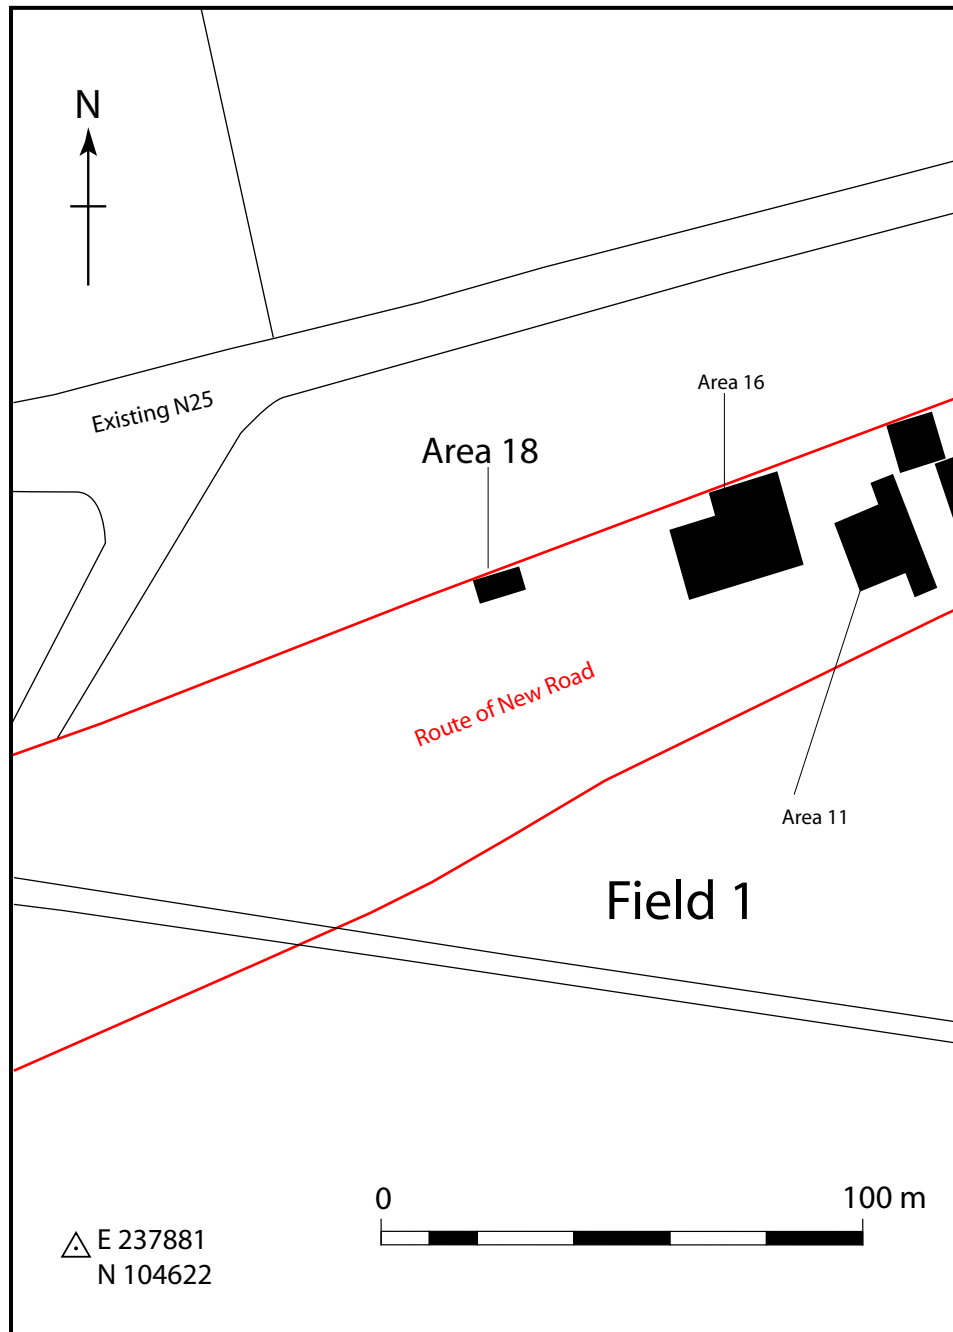 N
Existing N25
Area 16
Area 18
Route of New Road
Area 11
Field 1
0 100 m
E 237881
N 104622